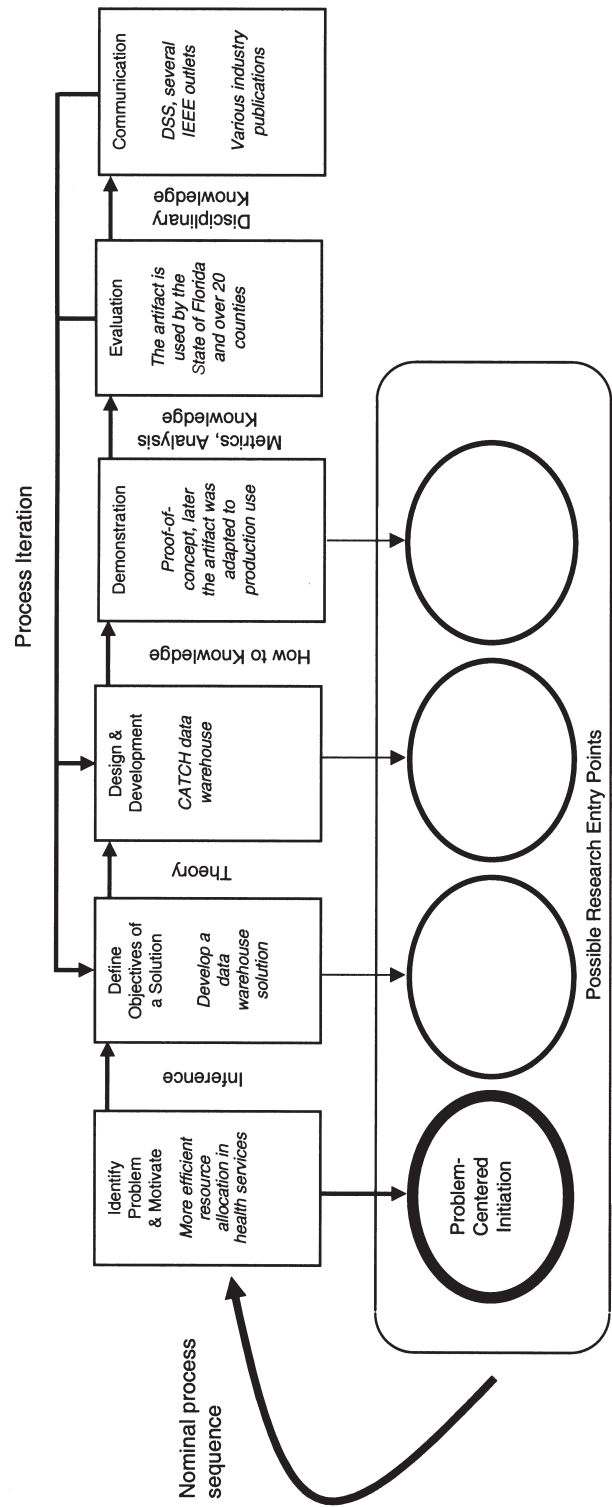 Process Iteration
Nominal process
sequence
Identify
Problem
& Motivate
More efficient
resource
allocation in
health services
Inference
Define
Objectives of
a Solution
Develop a
data
warehouse
solution
Theory
Design &
Development
CATCH data
warehouse
How to Knowledge
Demonstration
Proof-of-
concept, later
the artifact was
adapted to
production use
Metrics, Analysis
Knowledge
Evaluation
The artifact is
used by the
State of Florida
and over 20
counties
Disciplinary
Knowledge
Communication
DSS, several
IEEE outlets
Various industry
publications
Problem-
Centered
Initiation
Possible Research Entry Points